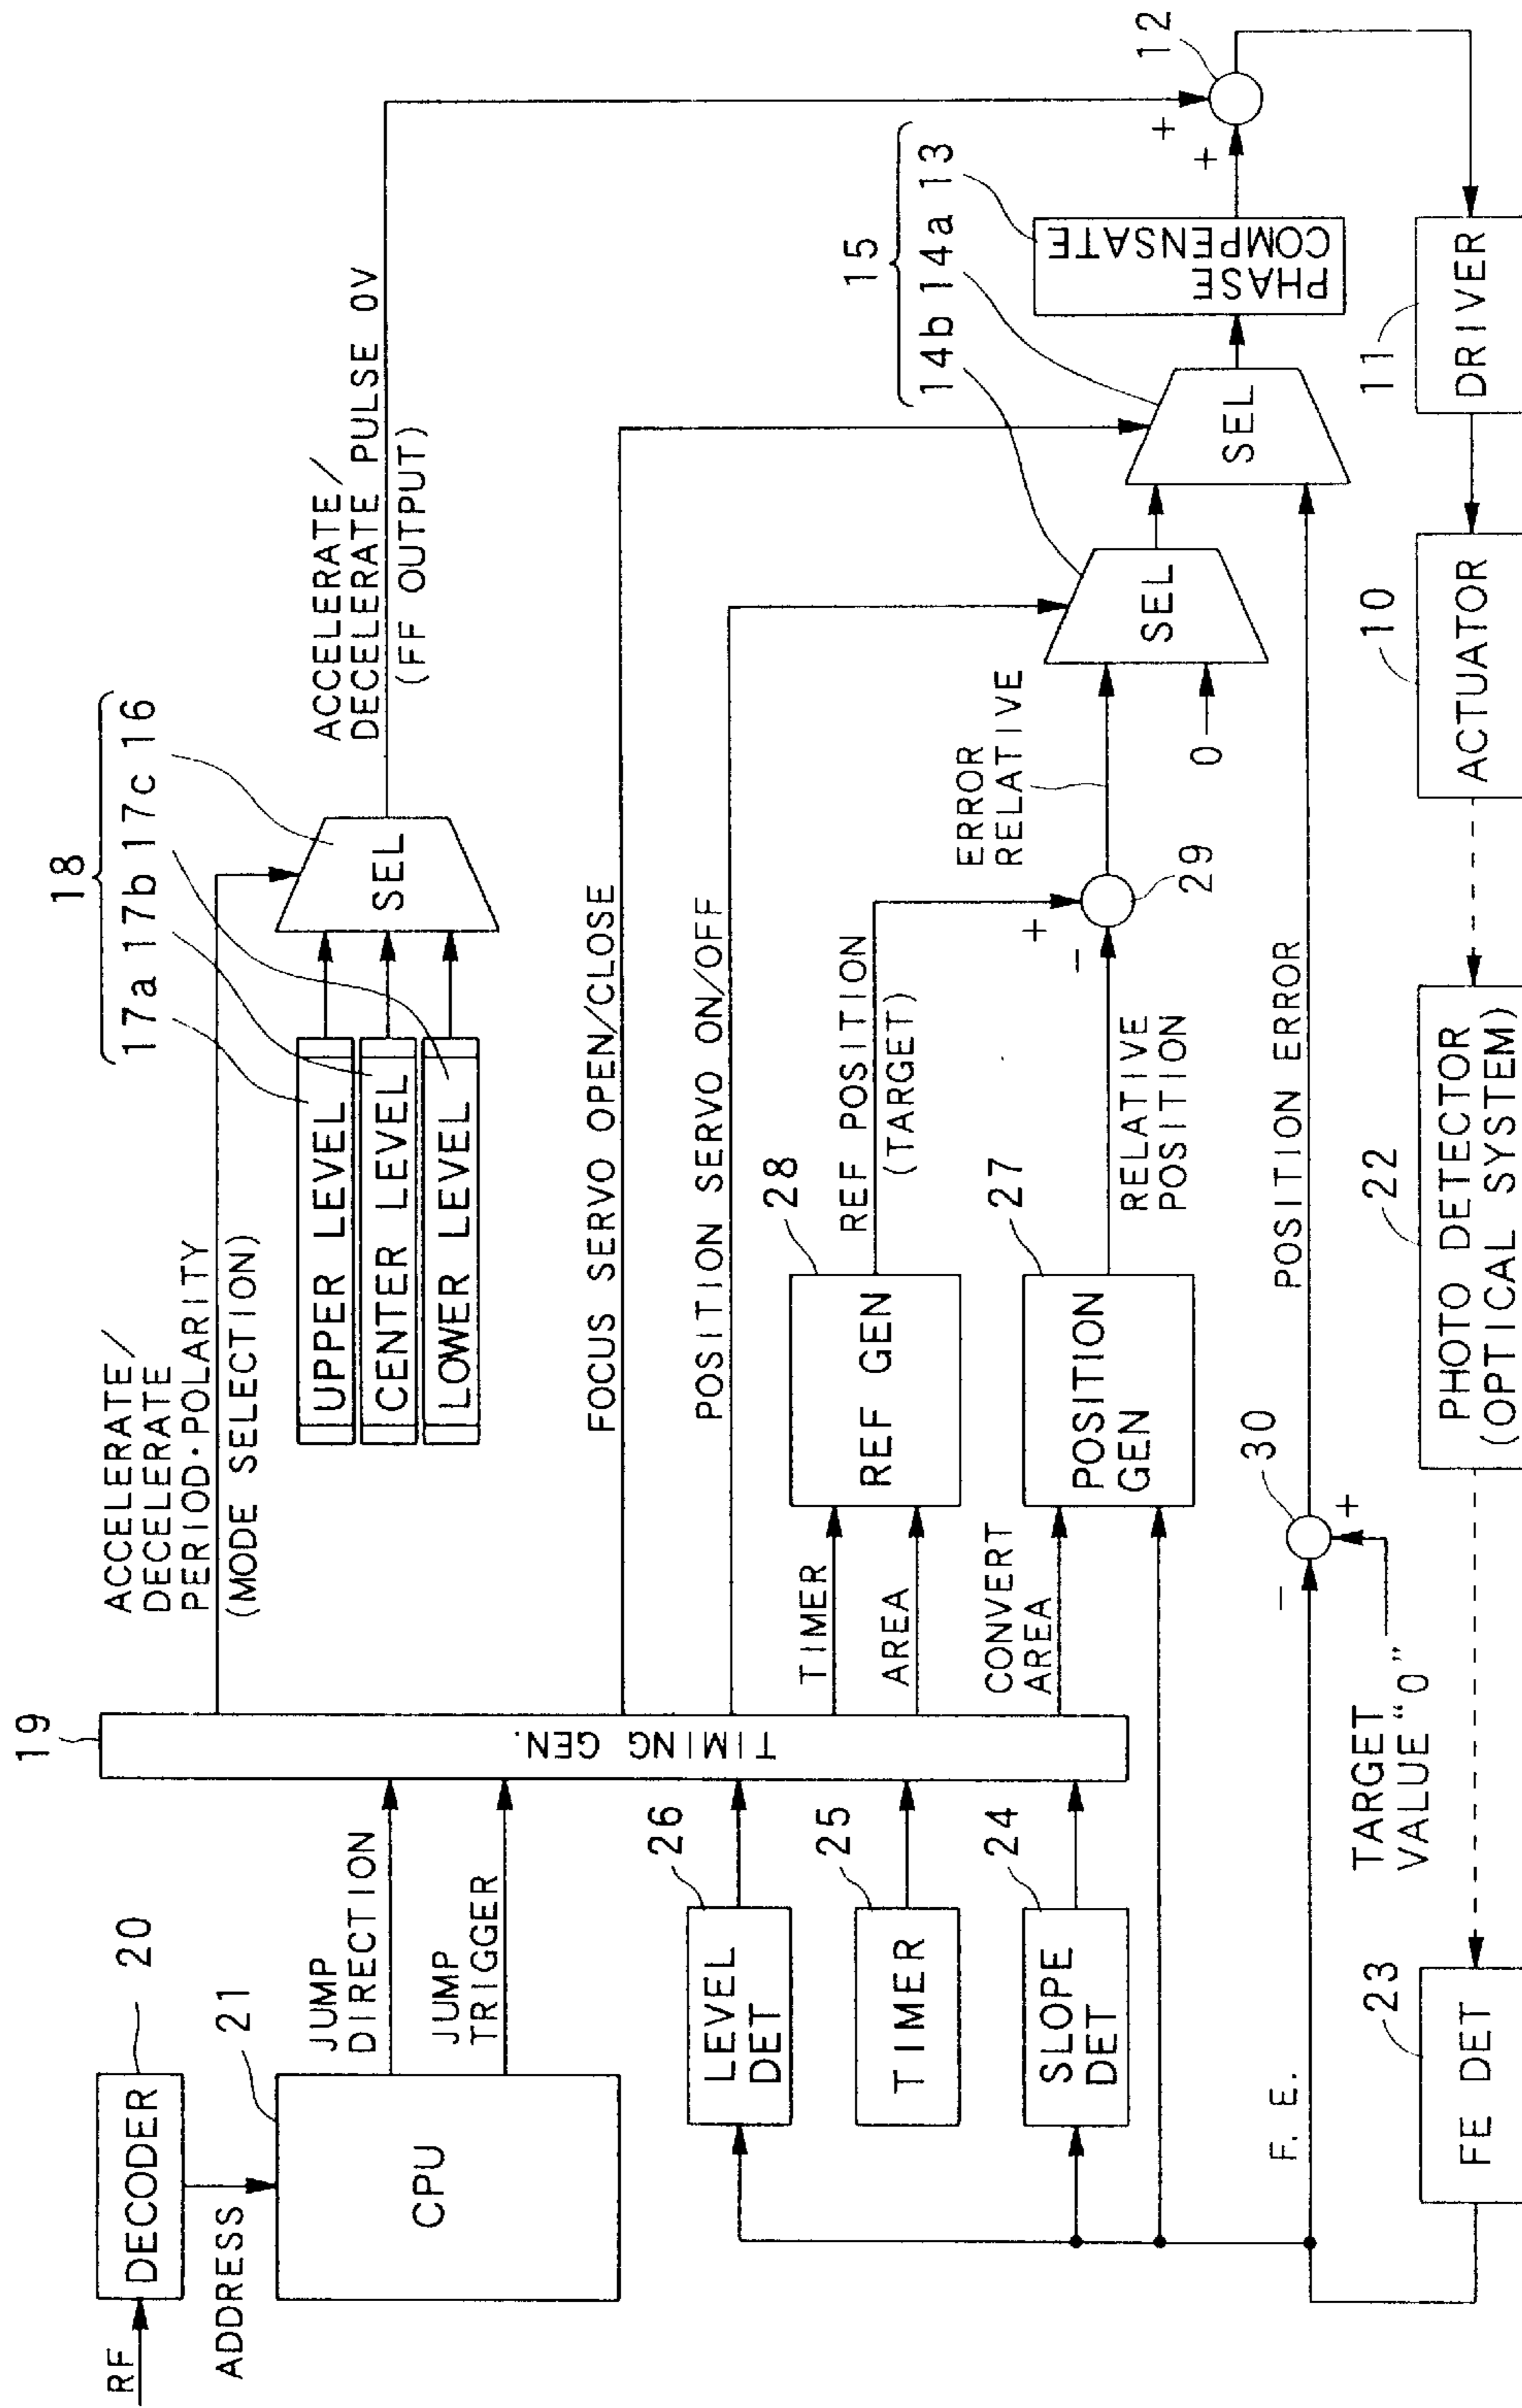 RF
DECODER
20
ADDRESS
CPU
21
JUMP
DIRECTION
JUMP
TRIGGER
19
TIMING GEN.
ACCELERATE/
DECELERATE
PERIOD·POLARITY
(MODE SELECTION)
18
17a 17b 17c 16
UPPER LEVEL
CENTER LEVEL
LOWER LEVEL
SEL
ACCELERATE/
DECELERATE PULSE 0V
(FF OUTPUT)
FOCUS SERVO OPEN/CLOSE
POSITION SERVO ON/OFF
LEVEL
DET
26
TIMER
25
SLOPE
DET
24
TIMER
AREA
CONVERT
AREA
REF GEN
28
POSITION
GEN
27
REF POSITION
(TARGET)
RELATIVE
POSITION
+
-
29
ERROR
RELATIVE
0
SEL
SEL
15
14b 14a 13
PHASE
COMPENSATE
+
+
12
F. E.
-
+
30
TARGET
VALUE "0"
POSITION ERROR
FE DET
23
PHOTO DETECTOR
(OPTICAL SYSTEM)
22
ACTUATOR
10
DRIVER
11